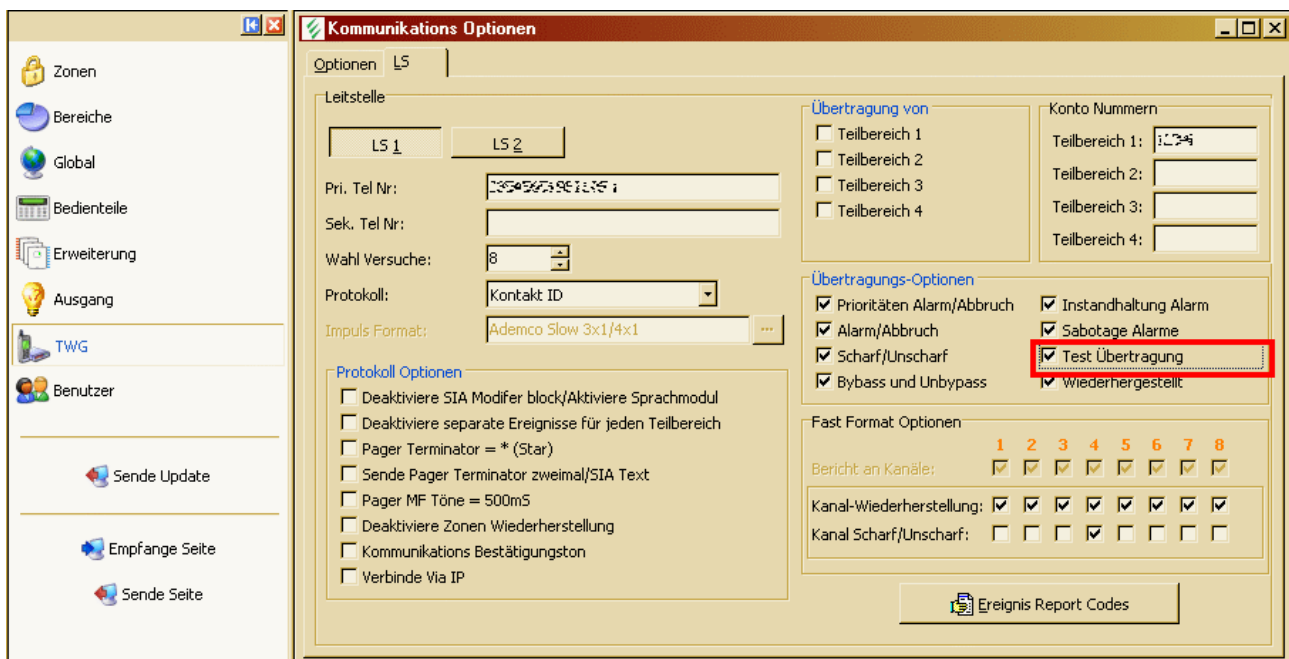 Kommunikations Optionen
Zonen
Bereiche
Global
Bedienteile
Erweiterung
Ausgang
TWG
Benutzer
Sende Update
Empfange Seite
Sende Seite
Optionen LS
Leitstelle
LS 1 LS 2
Pri. Tel Nr:
Sek. Tel Nr:
Wahl Versuche: 8
Protokoll: Kontakt ID
Impuls Format: Ademco Slow 3x1/4x1 ...
Protokoll Optionen
Deaktiviere SIA Modifer block/Aktiviere Sprachmodul
Deaktiviere separate Ereignisse für jeden Teilbereich
Pager Terminator = * (Star)
Sende Pager Terminator zweimal/SIA Text
Pager MF Töne = 500mS
Deaktiviere Zonen Wiederherstellung
Kommunikations Bestätigungston
Verbinde Via IP
Übertragung von
Teilbereich 1
Teilbereich 2
Teilbereich 3
Teilbereich 4
Konto Nummern
Teilbereich 1:
Teilbereich 2:
Teilbereich 3:
Teilbereich 4:
Übertragungs-Optionen
Prioritäten Alarm/Abbruch Instandhaltung Alarm
Alarm/Abbruch Sabotage Alarme
Scharf/Unscharf Test Übertragung
Bybass und Unbypass Wiederhergestellt
Fast Format Optionen
1 2 3 4 5 6 7 8
Bericht an Kanäle:
Kanal-Wiederherstellung:
Kanal Scharf/Unscharf:
Ereignis Report Codes